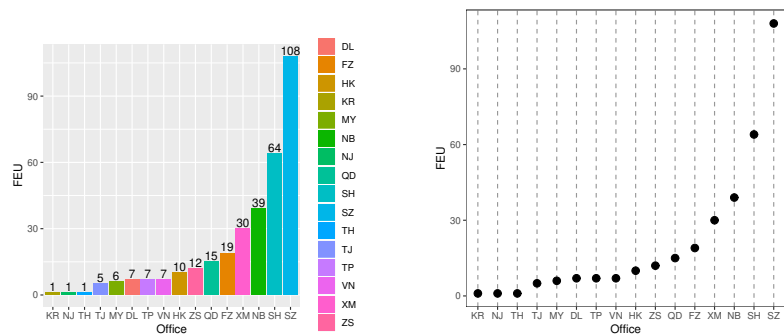 108
64
39
30
19
15
12
10
7
7
7
6
5
1
1
1
90
60
30
0
FEU
KR NJ TH TJ MY DL TP VN HK ZS QD FZ XM NB SH SZ
Office
DL
FZ
HK
KR
MY
NB
NJ
QD
SH
SZ
TH
TJ
TP
VN
XM
ZS
90
60
30
0
FEU
KR NJ TH TJ MY DL TP VN HK ZS QD FZ XM NB SH SZ
Office